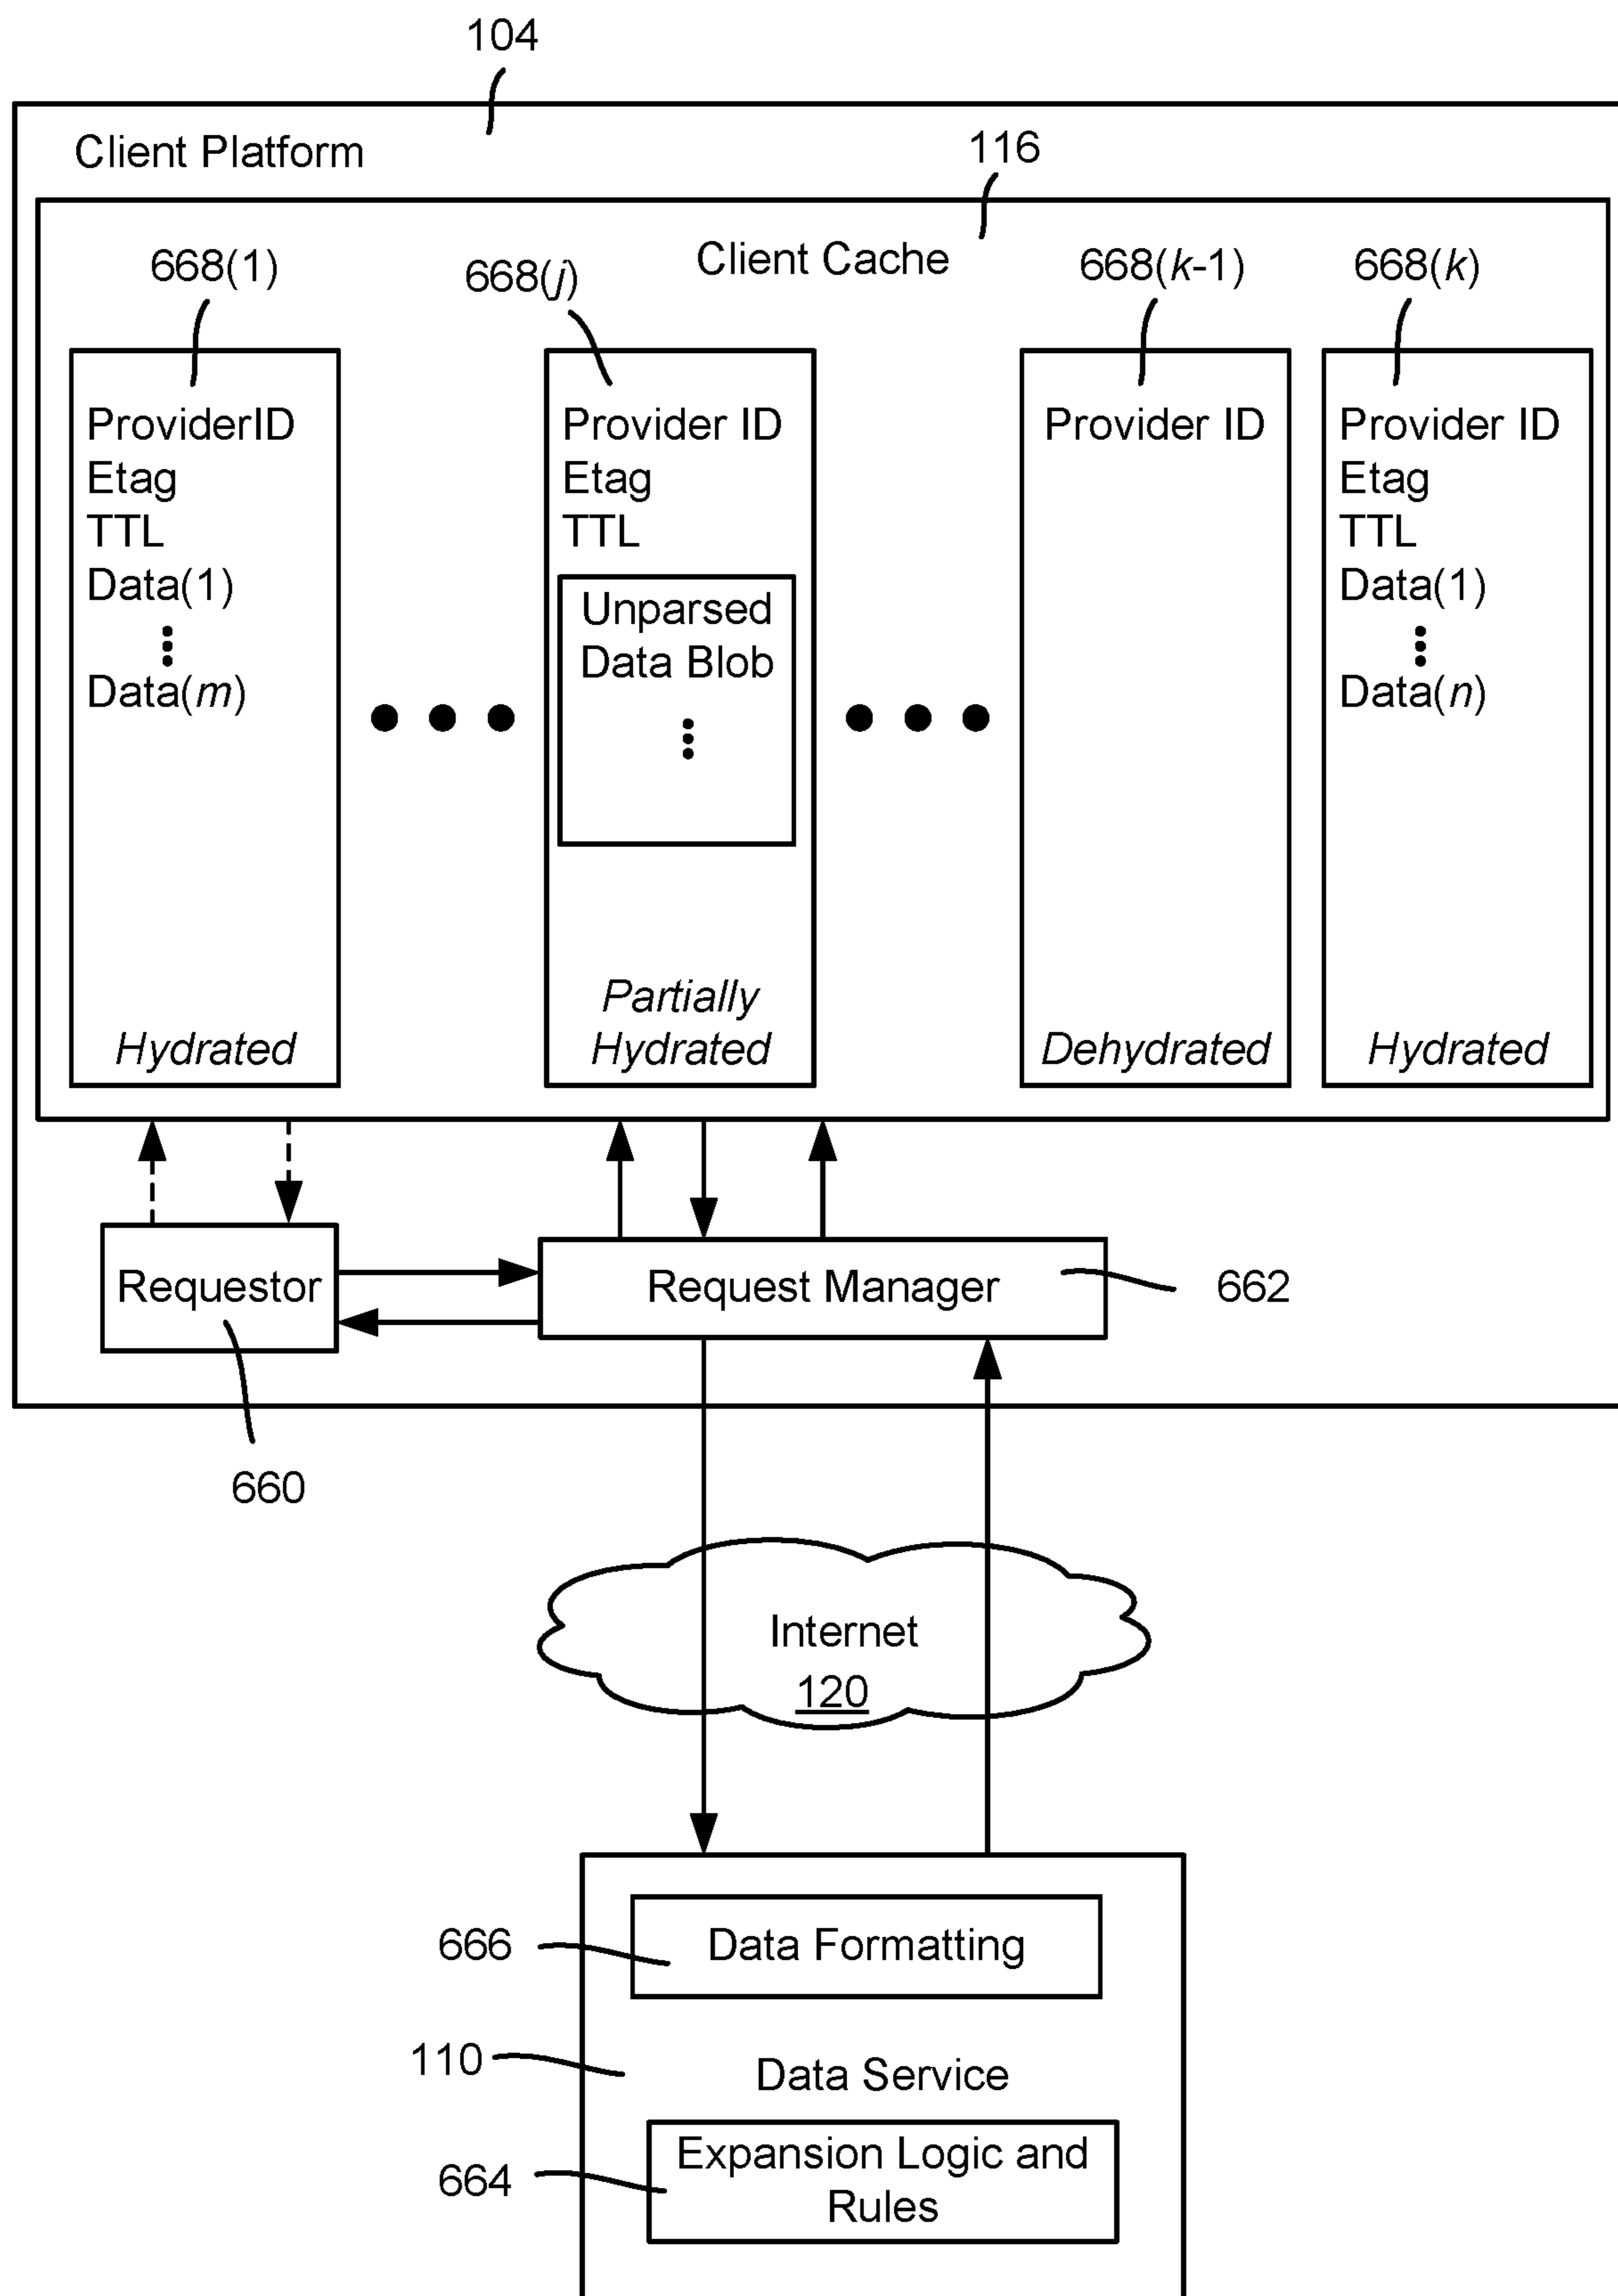 104
Client Platform
116
Client Cache
668(1)
668(j)
668(k-1)
668(k)
ProviderID
Etag
TTL
Data(1)
Data(m)
Hydrated
Provider ID
Etag
TTL
Unparsed
Data Blob
Partially
Hydrated
Provider ID
Dehydrated
Provider ID
Etag
TTL
Data(1)
Data(n)
Hydrated
Requestor
Request Manager
662
660
Internet
120
666
Data Formatting
110
Data Service
664
Expansion Logic and
Rules